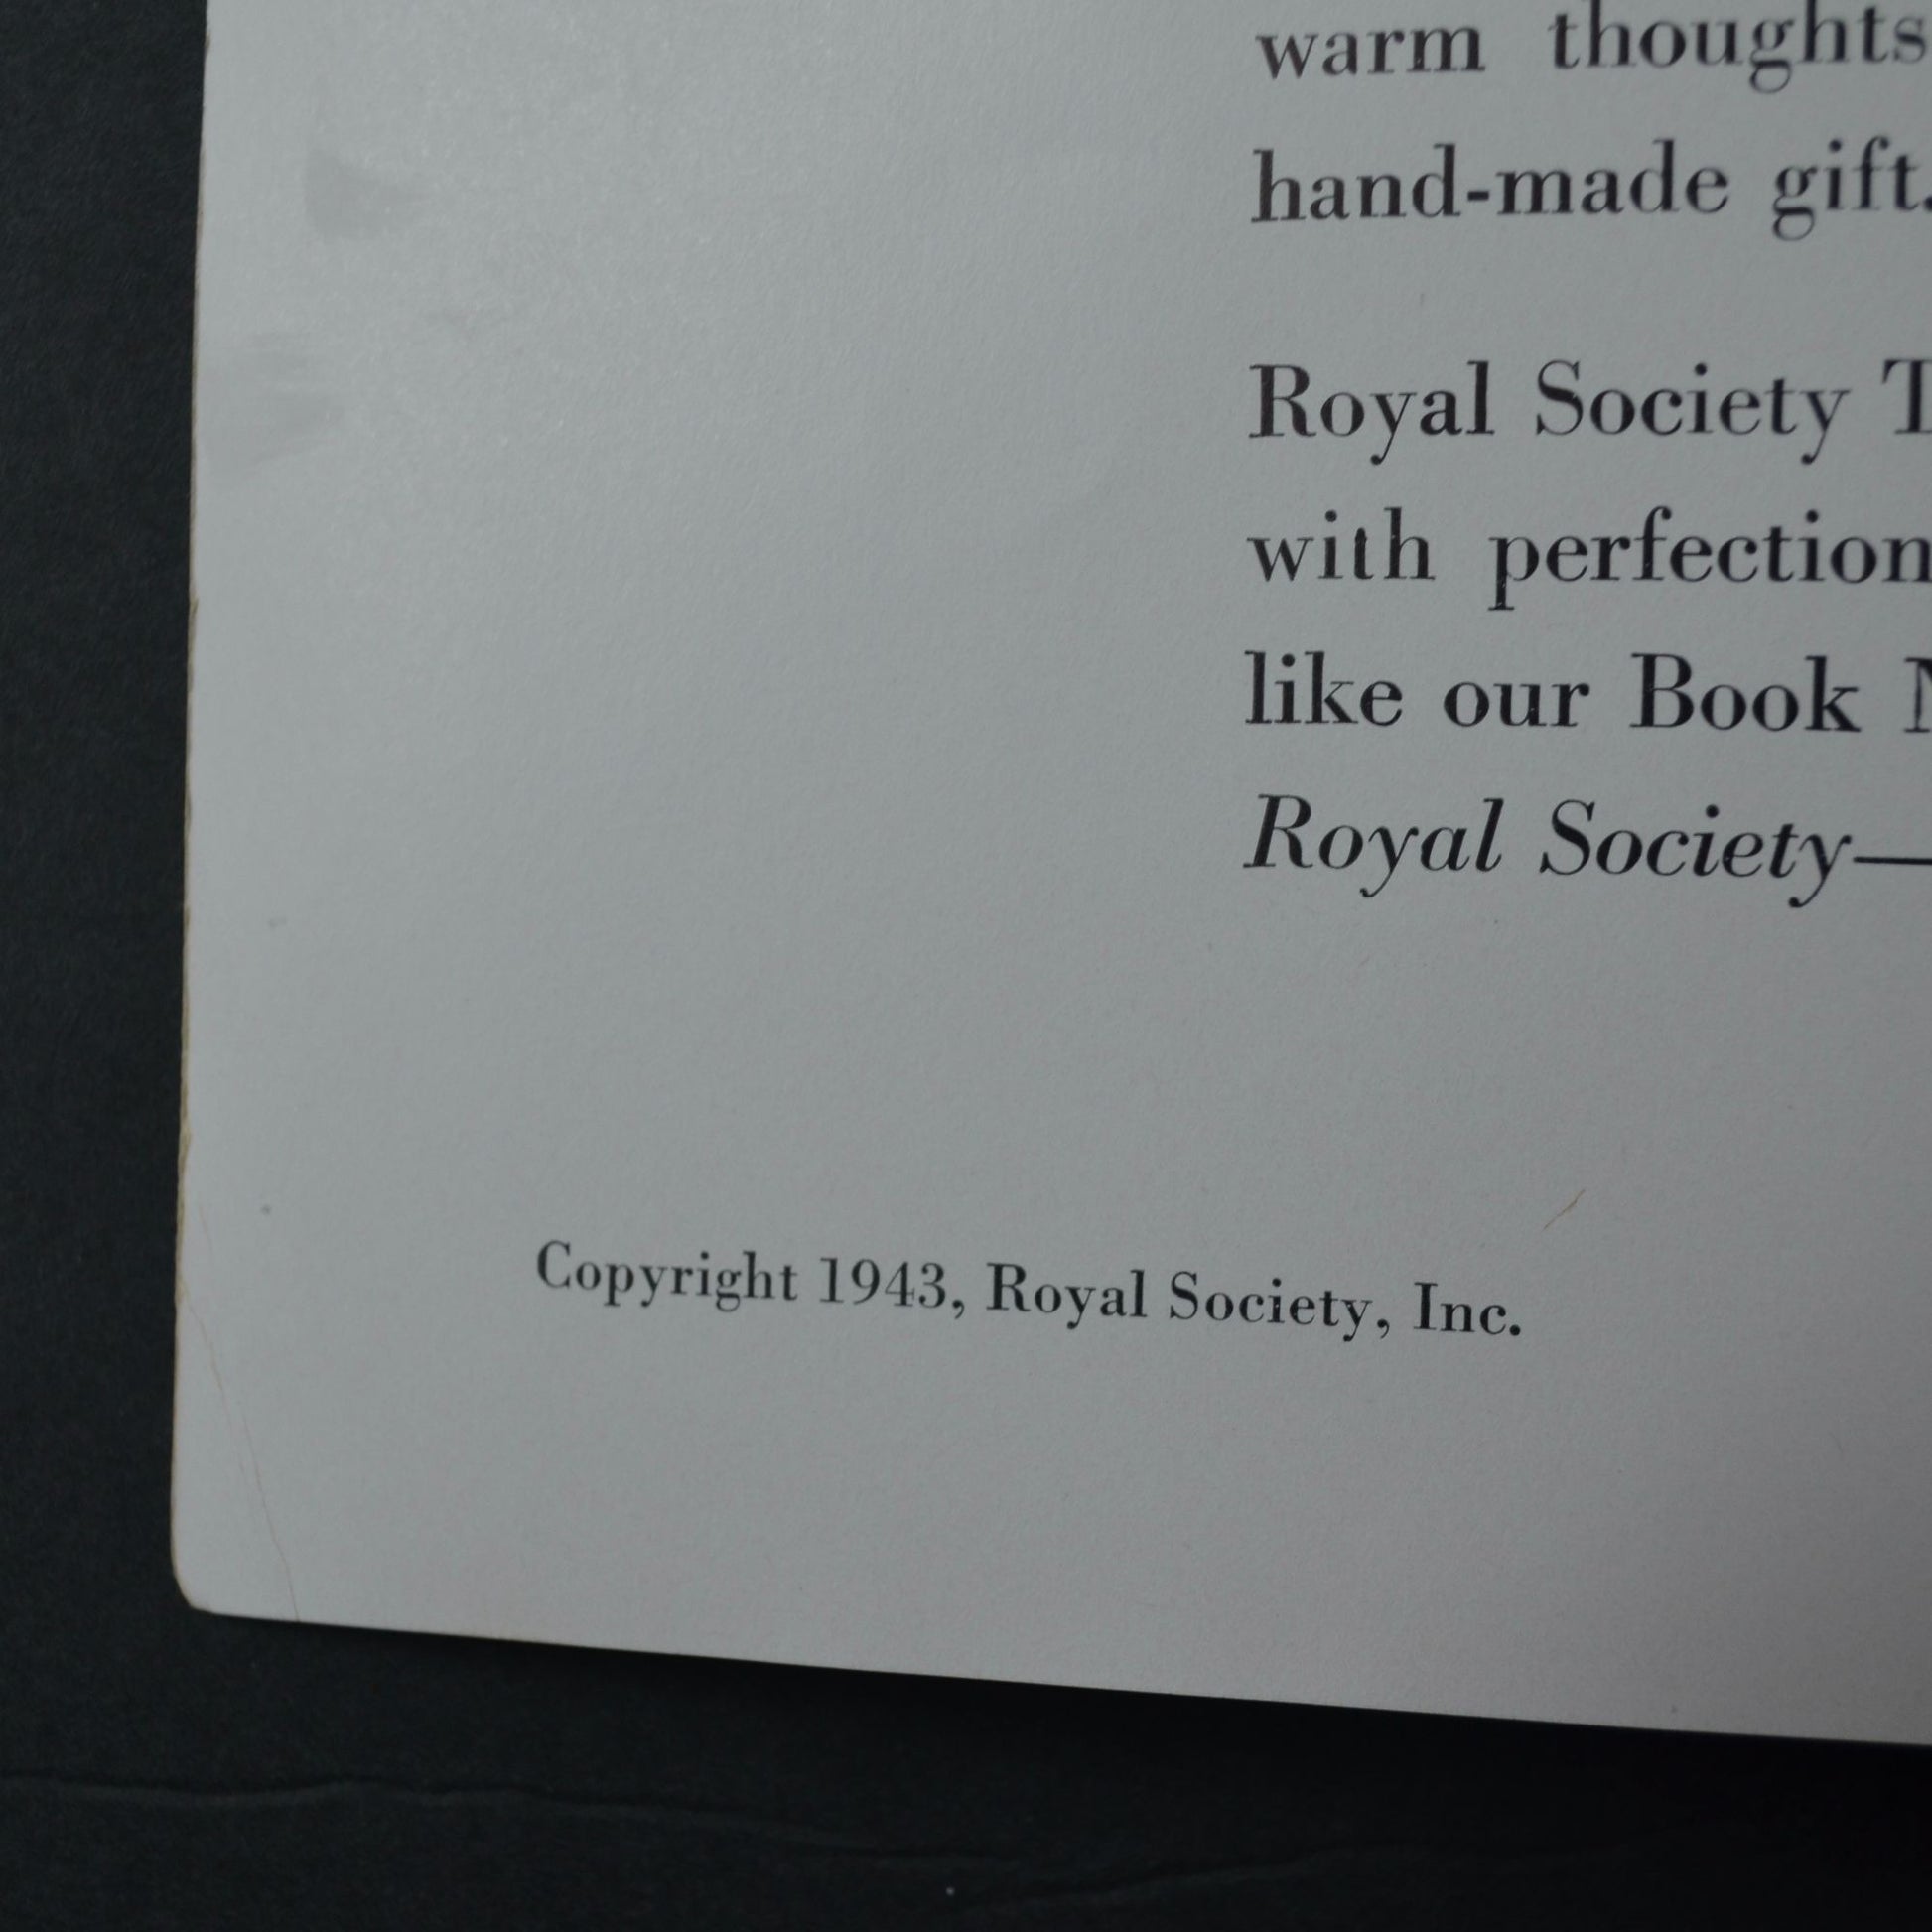 warm thoughts
hand-made gift.
Royal Society T
with perfection
like our Book N
Royal Society—
Copyright 1943, Royal Society, Inc.